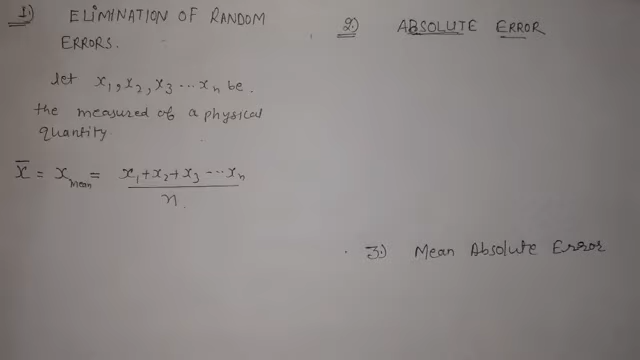 1.) ELIMINATION OF RANDOM
ERRORS.
let x₁, x₂, x₃ ... xₙ be.
the measured of a physical
quantity.
x̄ = x_mean = (x₁+x₂+x₃ ... xₙ)/n.
2.) ABSOLUTE ERROR
3.) Mean Absolute Error